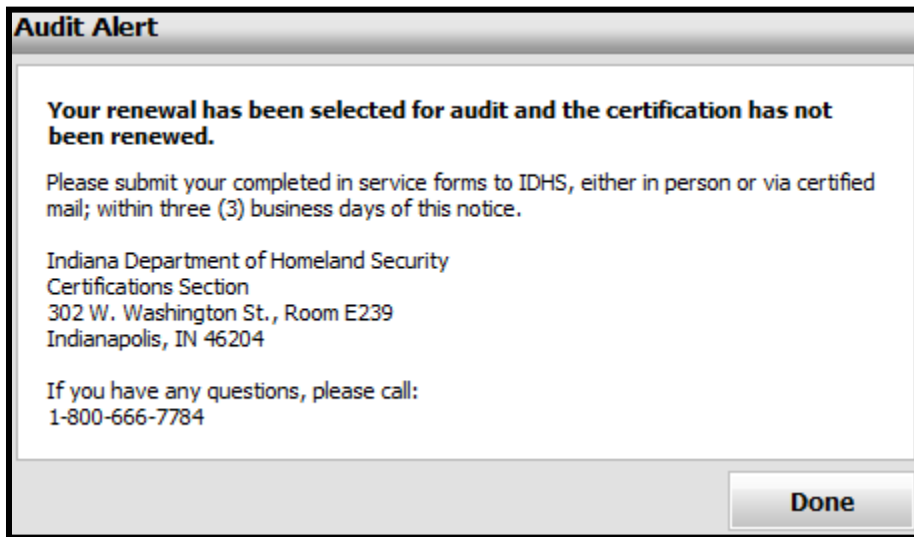 Audit Alert
Your renewal has been selected for audit and the certification has not
been renewed.
Please submit your completed in service forms to IDHS, either in person or via certified
mail; within three (3) business days of this notice.
Indiana Department of Homeland Security
Certifications Section
302 W. Washington St., Room E239
Indianapolis, IN 46204
If you have any questions, please call:
1-800-666-7784
Done